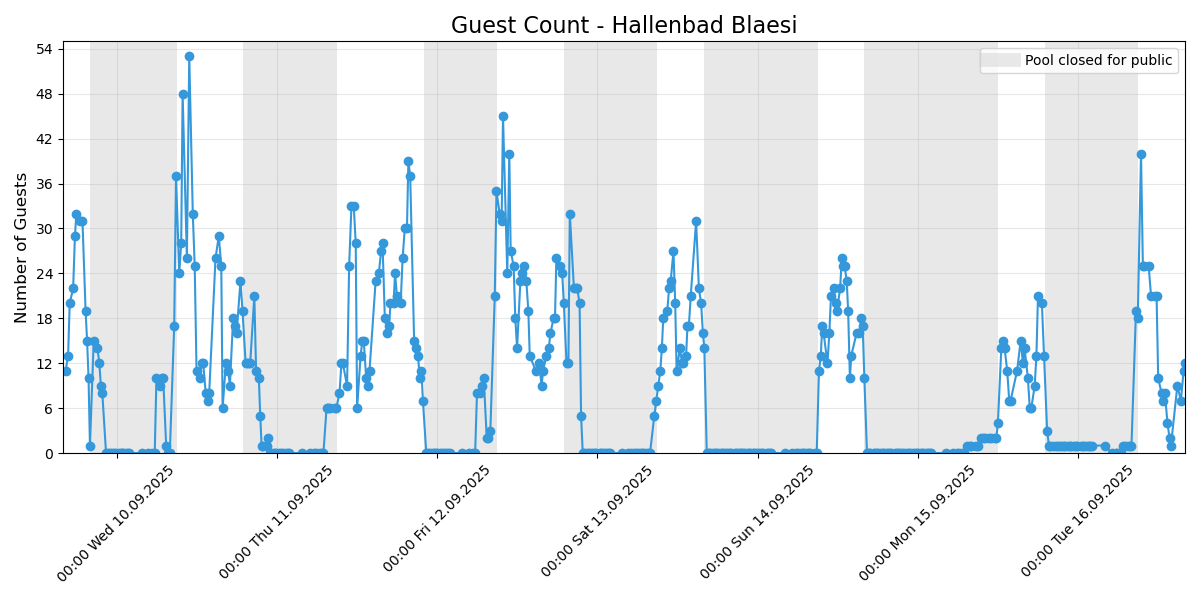 Guest Count - Hallenbad Blaesi
Pool closed for public
Number of Guests
54
48
42
36
30
24
18
12
6
0
00:00 Wed 10.09.2025
00:00 Thu 11.09.2025
00:00 Fri 12.09.2025
00:00 Sat 13.09.2025
00:00 Sun 14.09.2025
00:00 Mon 15.09.2025
00:00 Tue 16.09.2025